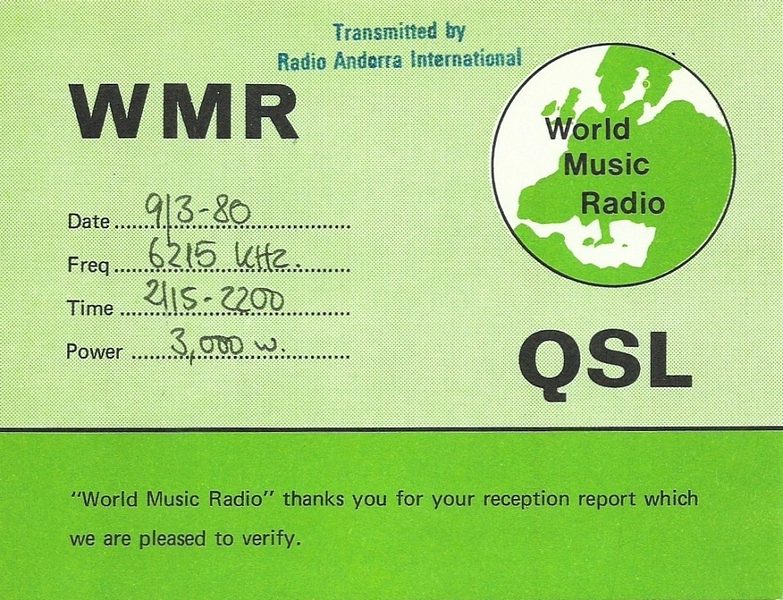 Transmitted by
Radio Andorra International
WMR
World
Music
Radio
Date 9/3-80
Freq 6215 KHz.
Time 2115-2200
Power 3,000 w.
QSL
"World Music Radio" thanks you for your reception report which
we are pleased to verify.